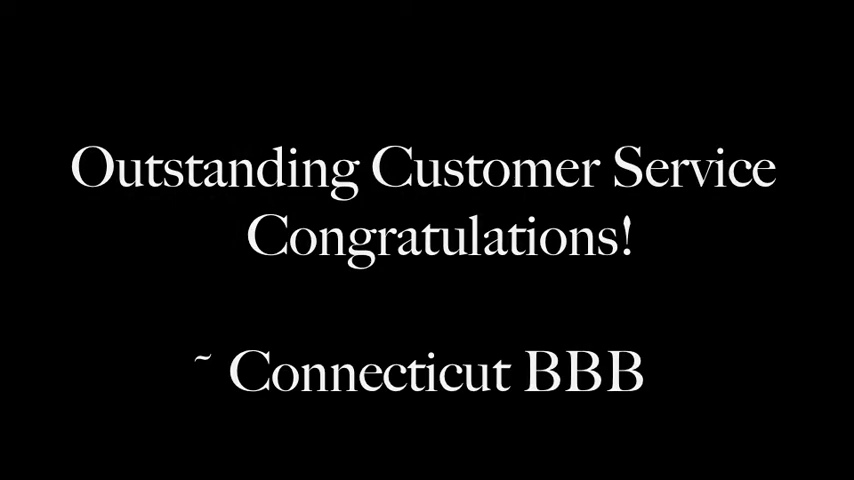 Outstanding Customer Service
Congratulations!
~ Connecticut BBB